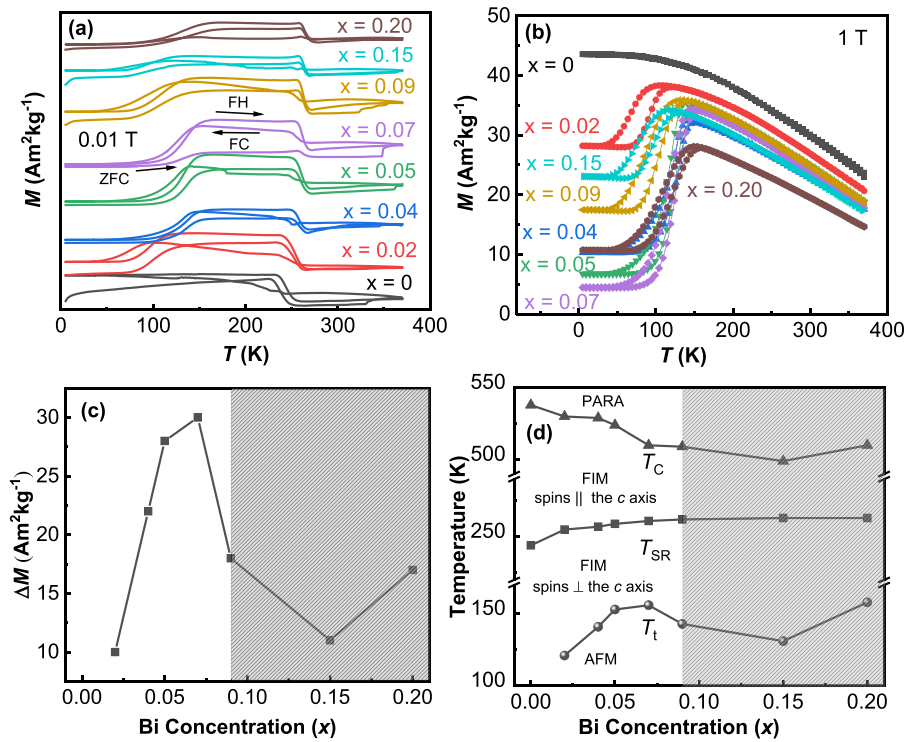 (a)
x = 0.20
x = 0.15
x = 0.09
FH
0.01 T
x = 0.07
FC
ZFC
x = 0.05
x = 0.04
x = 0.02
x = 0
0 100 200 300 400
T (K)
M (Am²kg⁻¹)
(b)
1 T
x = 0
x = 0.02
x = 0.15
x = 0.20
x = 0.09
x = 0.04
x = 0.05
x = 0.07
50
45
40
35
30
25
20
15
10
5
0
0 100 200 300 400
T (K)
M (Am²kg⁻¹)
(c)
30
25
20
15
10
0.00 0.05 0.10 0.15 0.20
Bi Concentration (x)
ΔM (Am²kg⁻¹)
(d)
550
500
250
150
100
PARA
T_C
FIM
spins || the c axis
T_SR
FIM
spins ⊥ the c axis
T_t
AFM
0.00 0.05 0.10 0.15 0.20
Bi Concentration (x)
Temperature (K)